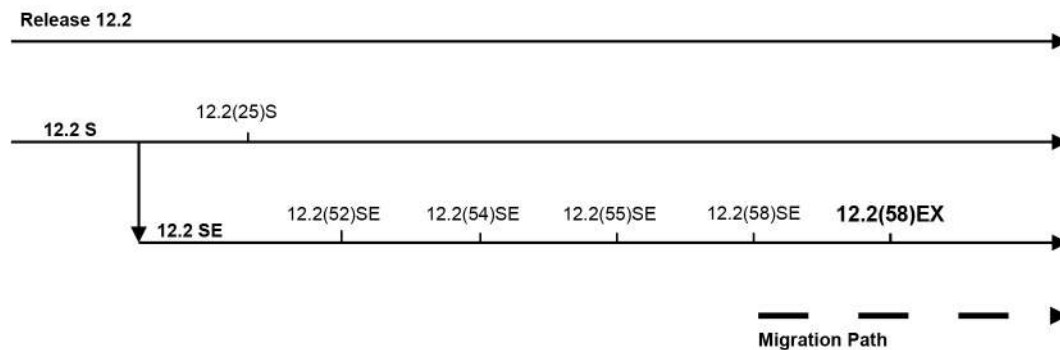 Release 12.2
12.2(25)S
12.2 S
12.2(52)SE 12.2(54)SE 12.2(55)SE 12.2(58)SE 12.2(58)EX
12.2 SE
Migration Path